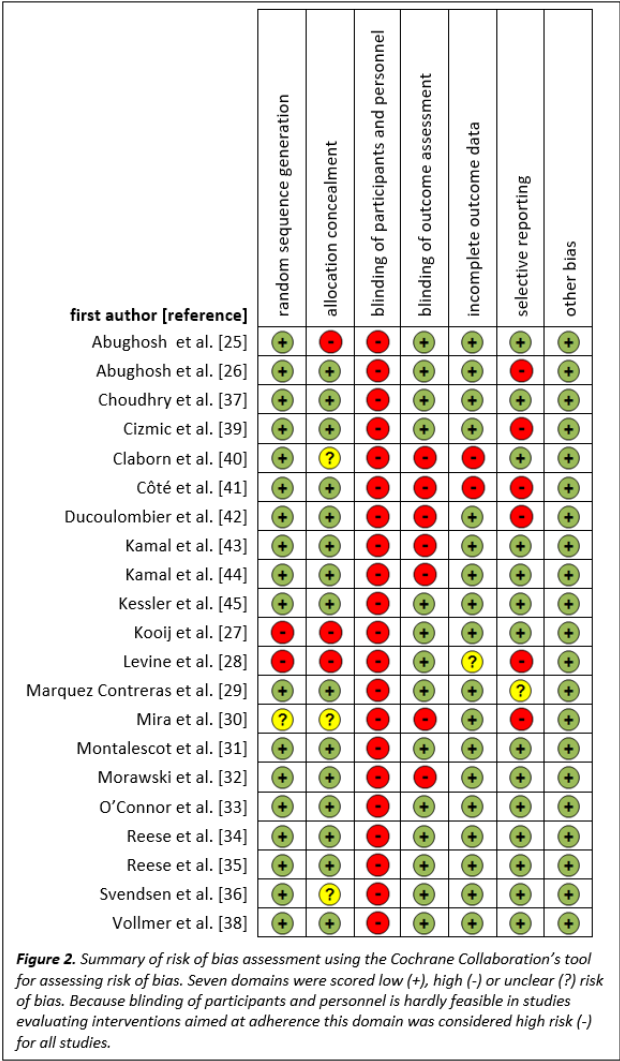 random sequence generation
allocation concealment
blinding of participants and personnel
blinding of outcome assessment
incomplete outcome data
selective reporting
other bias
first author [reference]
Abughosh et al. [25] + - - + + + +
Abughosh et al. [26] + + - + + - +
Choudhry et al. [37] + + - + + + +
Cizmic et al. [39] + + - + + - +
Claborn et al. [40] + ? - - - + +
Côté et al. [41] + + - - - - +
Ducoulombier et al. [42] + + - - + - +
Kamal et al. [43] + + - - + + +
Kamal et al. [44] + + - - + + +
Kessler et al. [45] + + - + + + +
Kooij et al. [27] - - - + + + +
Levine et al. [28] - - - + ? - +
Marquez Contreras et al. [29] + + - + + ? +
Mira et al. [30] ? ? - - + - +
Montalescot et al. [31] + + - + + + +
Morawski et al. [32] + + - - + + +
O’Connor et al. [33] + + - + + + +
Reese et al. [34] + + - + + + +
Reese et al. [35] + + - + + + +
Svendsen et al. [36] + ? - + + + +
Vollmer et al. [38] + + - + + + +
Figure 2. Summary of risk of bias assessment using the Cochrane Collaboration’s tool
for assessing risk of bias. Seven domains were scored low (+), high (-) or unclear (?) risk
of bias. Because blinding of participants and personnel is hardly feasible in studies
evaluating interventions aimed at adherence this domain was considered high risk (-)
for all studies.